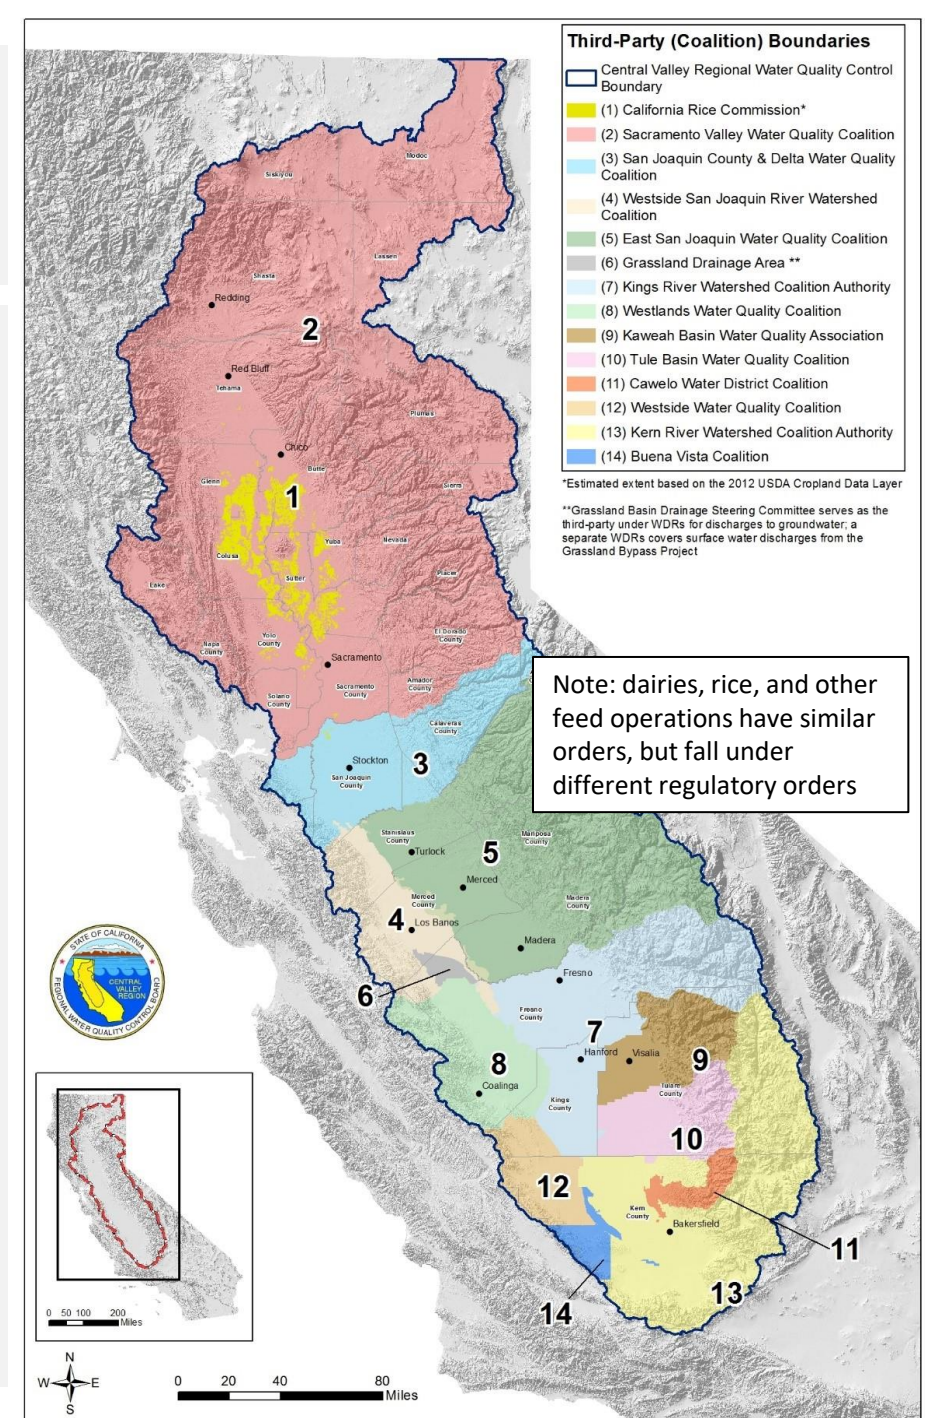 Third-Party (Coalition) Boundaries
Central Valley Regional Water Quality Control
Boundary
(1) California Rice Commission*
(2) Sacramento Valley Water Quality Coalition
(3) San Joaquin County & Delta Water Quality
Coalition
(4) Westside San Joaquin River Watershed
Coalition
(5) East San Joaquin Water Quality Coalition
(6) Grassland Drainage Area **
(7) Kings River Watershed Coalition Authority
(8) Westlands Water Quality Coalition
(9) Kaweah Basin Water Quality Association
(10) Tule Basin Water Quality Coalition
(11) Cawelo Water District Coalition
(12) Westside Water Quality Coalition
(13) Kern River Watershed Coalition Authority
(14) Buena Vista Coalition
*Estimated extent based on the 2012 USDA Cropland Data Layer
**Grassland Basin Drainage Steering Committee serves as the
third-party under WDRs for discharges to groundwater; a
separate WDRs covers surface water discharges from the
Grassland Bypass Project
Modoc
Siskiyou
Lassen
Shasta
Redding
2
Red Bluff
Tehama
Plumas
Chico
Butte
Glenn
1
Sierra
Yuba
Nevada
Colusa
Sutter
Placer
Lake
El Dorado
County
Yolo
County
Napa
County
Sacramento
Solano
County
Sacramento
County
Amador
County
Note: dairies, rice, and other
feed operations have similar
orders, but fall under
different regulatory orders
Calaveras
County
Stockton
San Joaquin
County
3
Stanislaus
County
Turlock
5
Mariposa
County
Merced
Merced
County
Madera
County
4
Los Banos
Madera
STATE OF CALIFORNIA
CENTRAL
VALLEY
REGION
REGIONAL WATER QUALITY CONTROL BOARD
6
Fresno
Fresno
County
7
Hanford
Visalia
9
8
Coalinga
Kings
County
Tulare
County
10
12
Kern
County
Bakersfield
11
13
14
0 50 100 200
Miles
N
W E
S
0 20 40 80
Miles